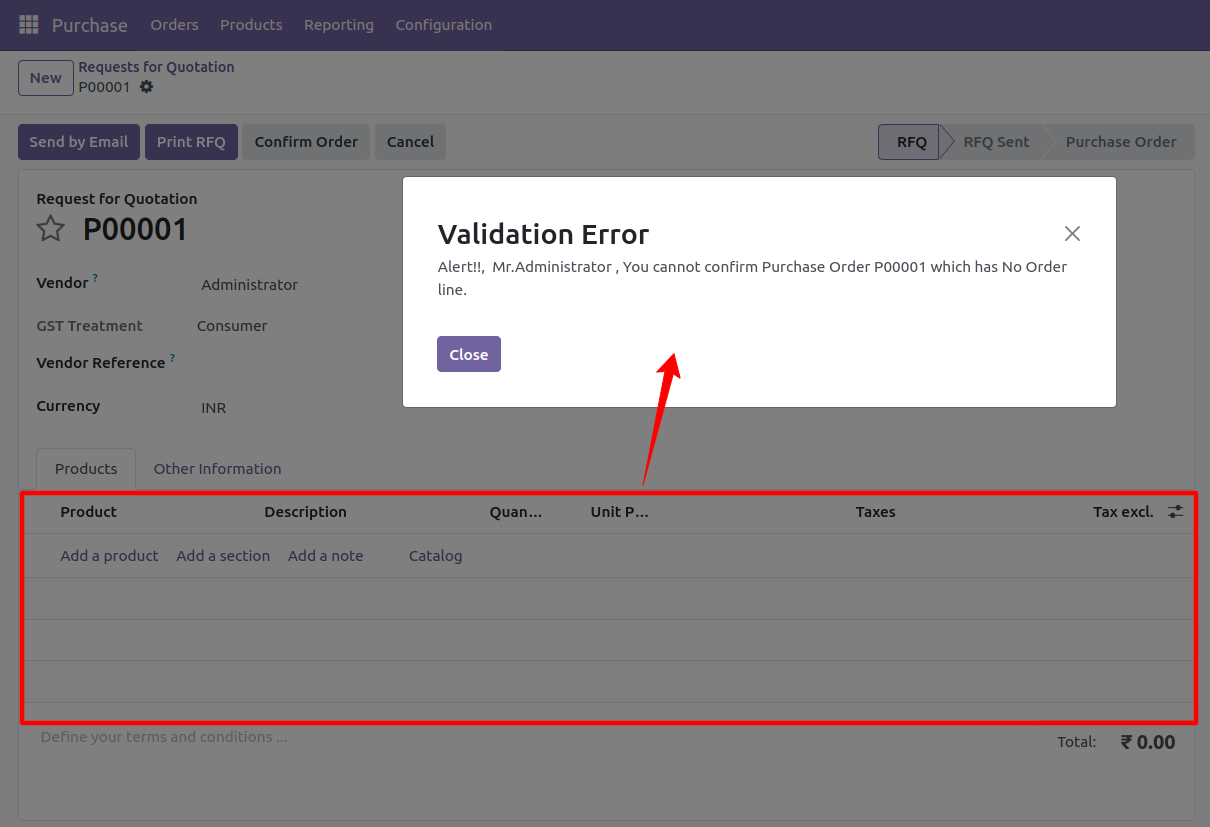 Purchase Orders Products Reporting Configuration
New
Requests for Quotation
P00001
Send by Email Print RFQ Confirm Order Cancel RFQ RFQ Sent Purchase Order
Request for Quotation
P00001
Vendor ? Administrator
GST Treatment Consumer
Vendor Reference ?
Currency INR
Validation Error
Alert!!, Mr.Administrator , You cannot confirm Purchase Order P00001 which has No Order
line.
Close
Products Other Information
Product Description Quan... Unit P... Taxes Tax excl.
Add a product Add a section Add a note Catalog
Define your terms and conditions ...
Total: ₹ 0.00